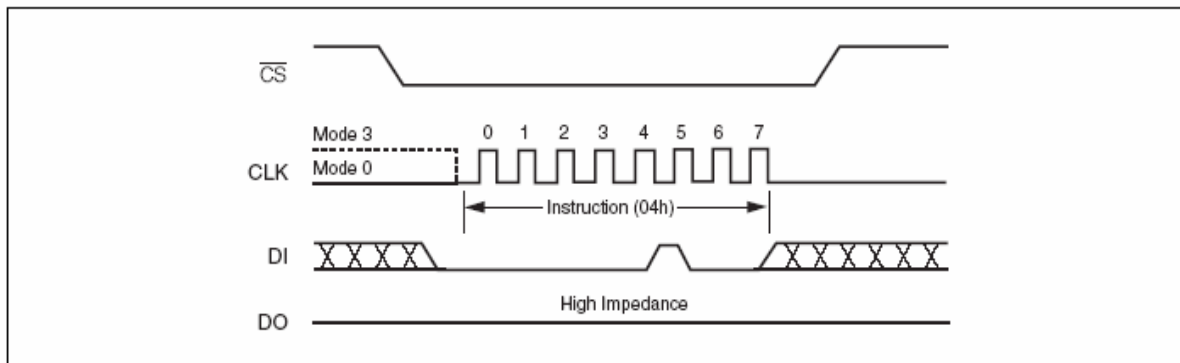 CS
Mode 3
0 1 2 3 4 5 6 7
CLK
Mode 0
Instruction (04h)
DI
High Impedance
DO